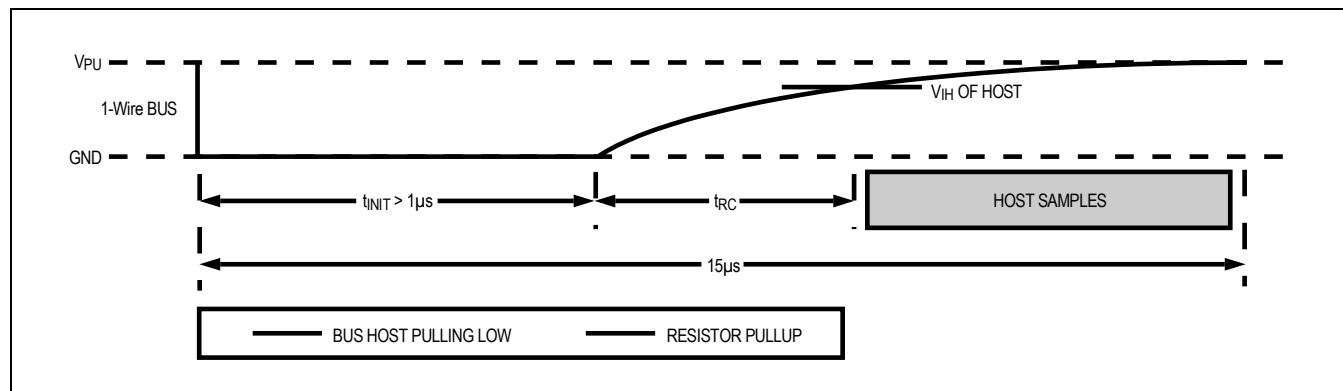 VPU
1-Wire BUS
VIH OF HOST
GND
tINIT > 1µs
tRC
HOST SAMPLES
15µs
BUS HOST PULLING LOW
RESISTOR PULLUP